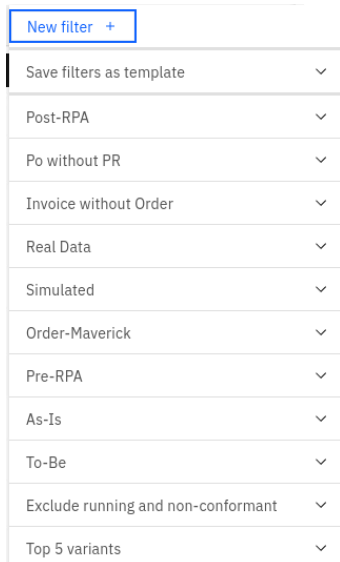 New filter +
Save filters as template
Post-RPA
Po without PR
Invoice without Order
Real Data
Simulated
Order-Maverick
Pre-RPA
As-Is
To-Be
Exclude running and non-conformant
Top 5 variants